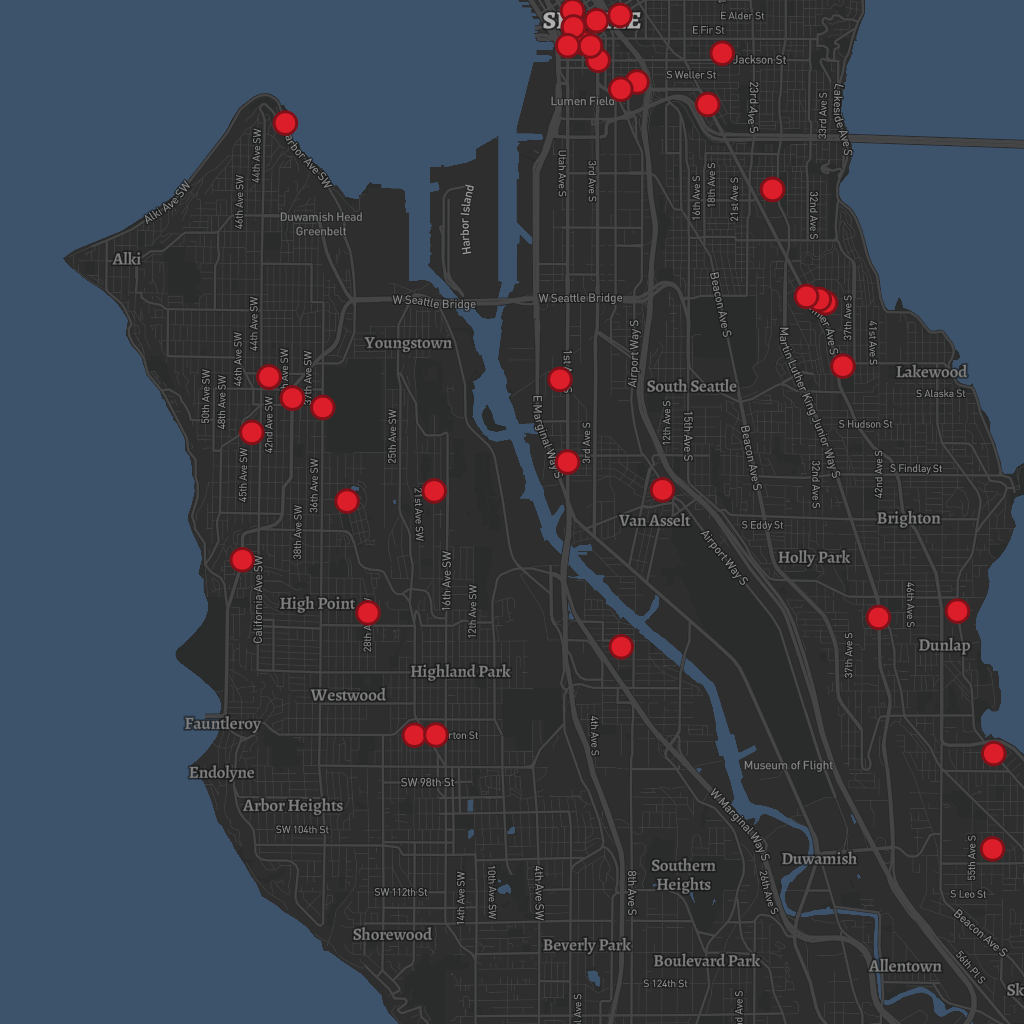 E Alder St
E Fir St
Jackson St
S Weller St
Lumen Field
23rd Ave S
33rd Ave S
Lakeside Ave S
44th Ave SW
Alki Ave SW
46th Ave SW
Duwamish Head
Greenbelt
Harbor Island
Utah Ave S
3rd Ave S
16th Ave S
18th Ave S
21st Ave S
32nd Ave S
Alki
W Seattle Bridge
W Seattle Bridge
Beacon Ave S
37th Ave S
41st Ave S
44th Ave SW
46th Ave SW
37th Ave SW
Youngstown
Airport Way S
South Seattle
Martin Luther King Junior Way S
Lakewood
S Alaska St
50th Ave SW
48th Ave SW
42nd Ave SW
25th Ave SW
E Marginal Way S
3rd Ave S
12th Ave S
15th Ave S
Beacon Ave S
S Hudson St
S Findlay St
45th Ave SW
36th Ave SW
38th Ave SW
21st Ave SW
32nd Ave S
42nd Ave S
Van Asselt
S Eddy St
Brighton
Airport Way S
Holly Park
California Ave SW
High Point
16th Ave SW
12th Ave SW
46th Ave S
37th Ave S
Dunlap
Highland Park
Westwood
Fauntleroy
rton St
4th Ave S
Museum of Flight
Endolyne
SW 98th St
Arbor Heights
SW 104th St
W Marginal Way S
Duwamish
55th Ave S
Southern
Heights
26th Ave S
SW 112th St
14th Ave SW
10th Ave SW
4th Ave SW
8th Ave S
S Leo St
Beacon Ave S
Shorewood
Beverly Park
Boulevard Park
Allentown
56th Pl S
S 124th St
Sk